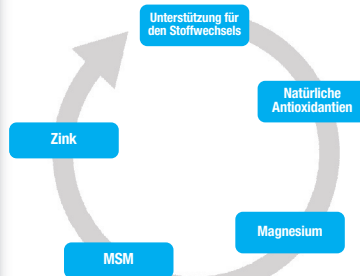 Unterstützung für
den Stoffwechsels
Natürliche
Antioxidantien
Zink
Magnesium
MSM